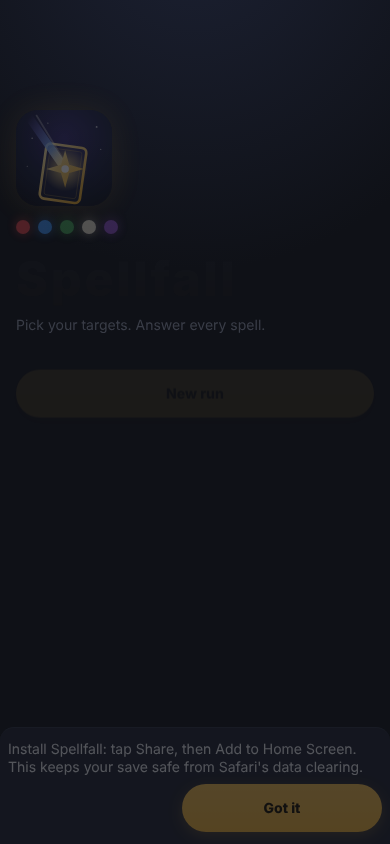 Spellfall
Pick your targets. Answer every spell.
New run
Install Spellfall: tap Share, then Add to Home Screen.
This keeps your save safe from Safari's data clearing.
Got it